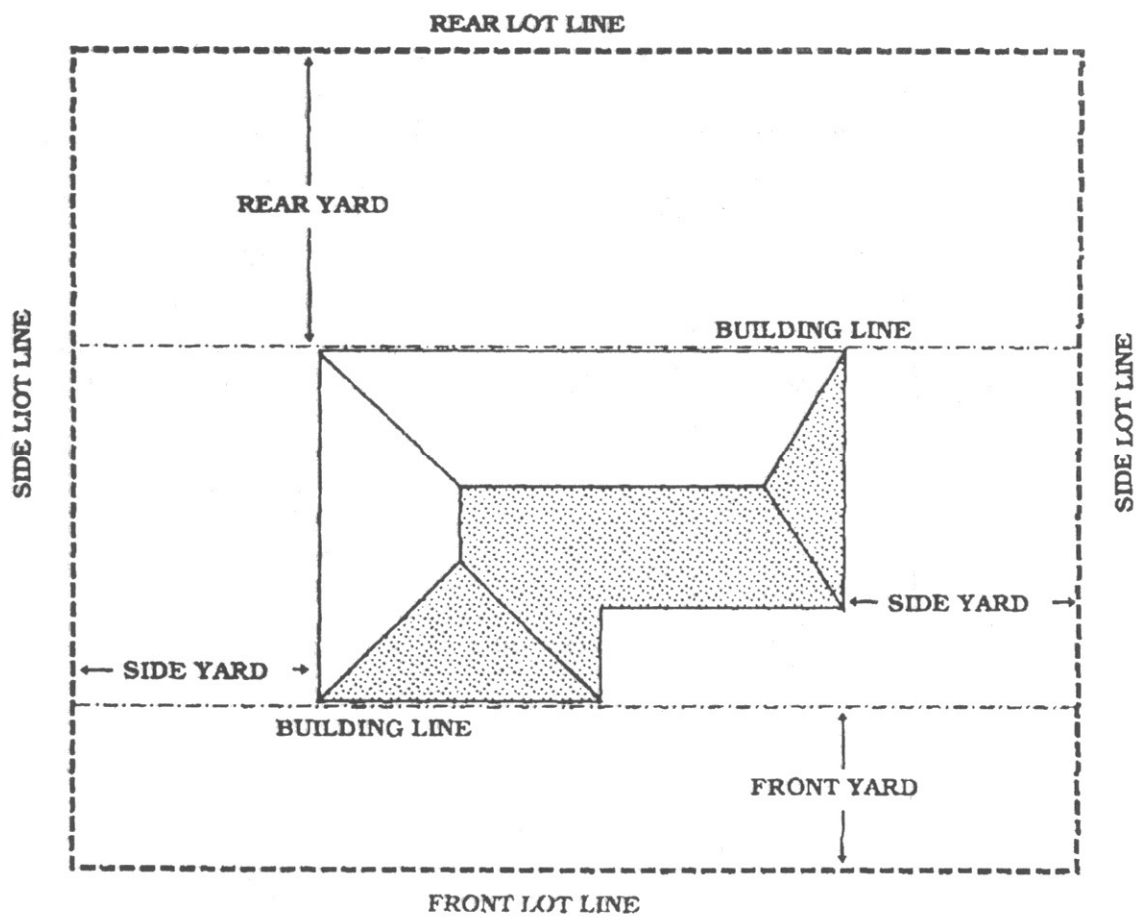 REAR LOT LINE
REAR YARD
BUILDING LINE
SIDE LIOT LINE
SIDE LOT LINE
SIDE YARD
SIDE YARD
BUILDING LINE
FRONT YARD
FRONT LOT LINE